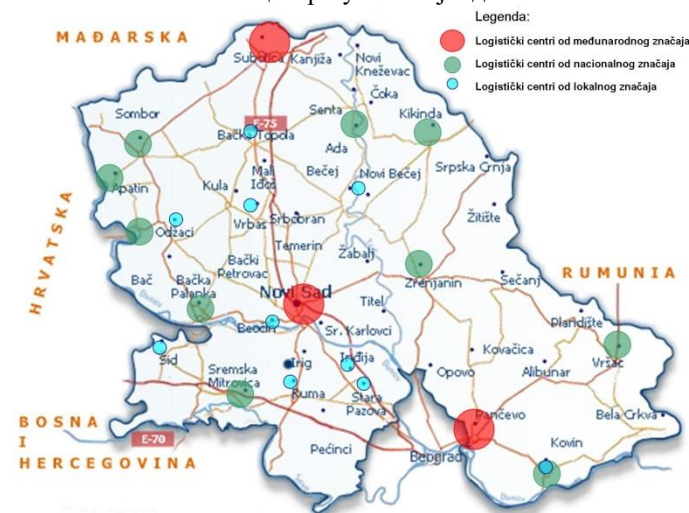 Legenda:
MAĐARSKA
Logistički centri od međunarodnog značaja
Logistički centri od nacionalnog značaja
Logistički centri od lokalnog značaja
Subotica
Kanjiža
Novi
Kneževac
Čoka
Sombor
E-75
Senta
Kikinda
Bačka Topola
Ada
Mali
Iđoš
Bečej
Novi Bečej
Srpska Crnja
Apatin
Kula
Vrbas
Srbobran
Žitište
HRVATSKA
Odzaci
Temerin
Bački
Petrovac
Žabalj
Zrenjanin
Sečanj
RUMUNIA
Bač
Bačka
Palanka
Novi Sad
Titel
Plandište
Beocin
Sr. Karlovci
Kovačica
Vršac
Šid
Irig
Inđija
Opovo
Alibunar
Sremska
Mitrovica
Ruma
Stara
Pazova
Pančevo
Bela Crkva
BOSNA
I
HERCEGOVINA
E-70
Pećinci
Beograd
Kovin
Dunav